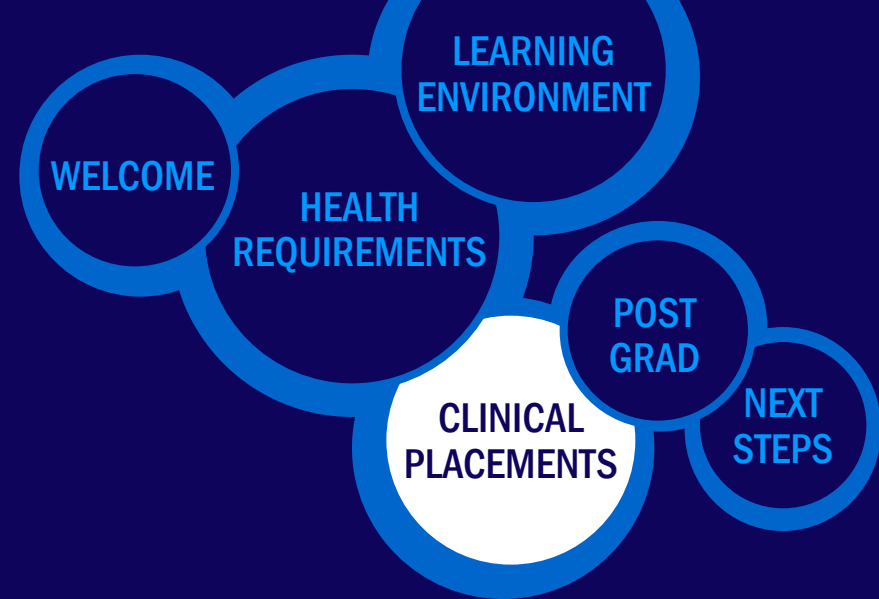 WELCOME
HEALTH
REQUIREMENTS
LEARNING
ENVIRONMENT
CLINICAL
PLACEMENTS
POST
GRAD
NEXT
STEPS